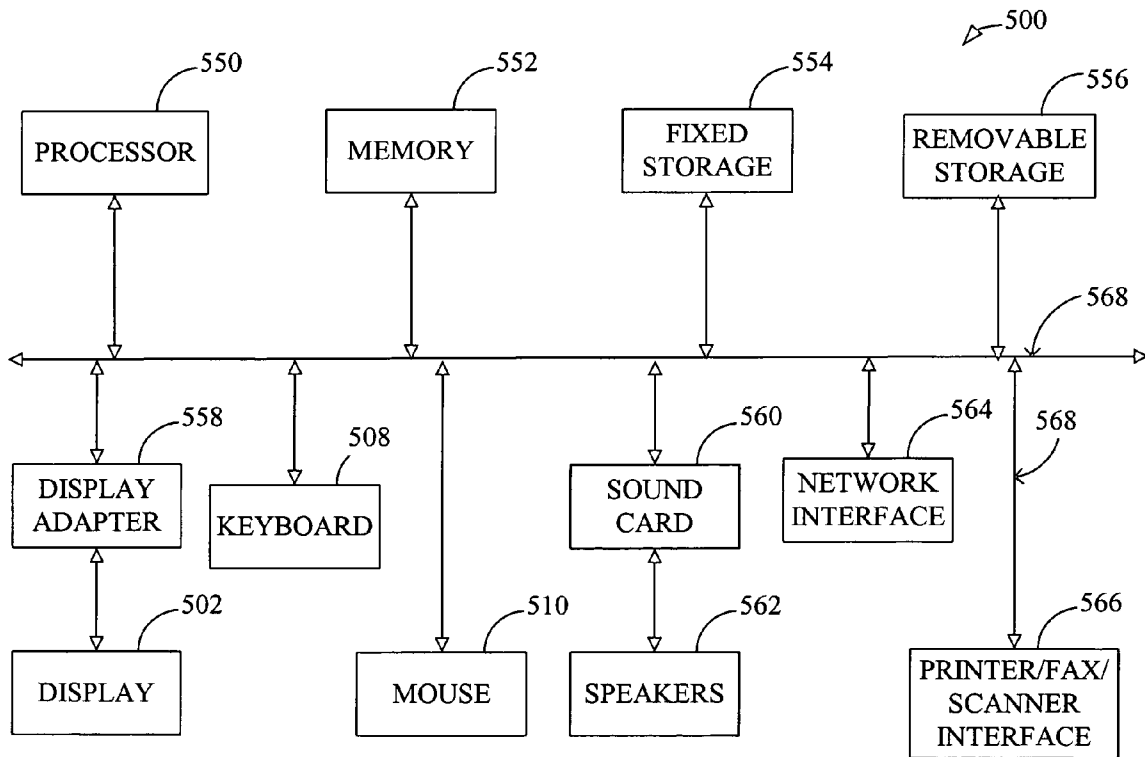 500
550
552
554
556
PROCESSOR
MEMORY
FIXED
STORAGE
REMOVABLE
STORAGE
568
558
508
560
564
568
DISPLAY
ADAPTER
KEYBOARD
SOUND
CARD
NETWORK
INTERFACE
502
510
562
566
DISPLAY
MOUSE
SPEAKERS
PRINTER/FAX/
SCANNER
INTERFACE